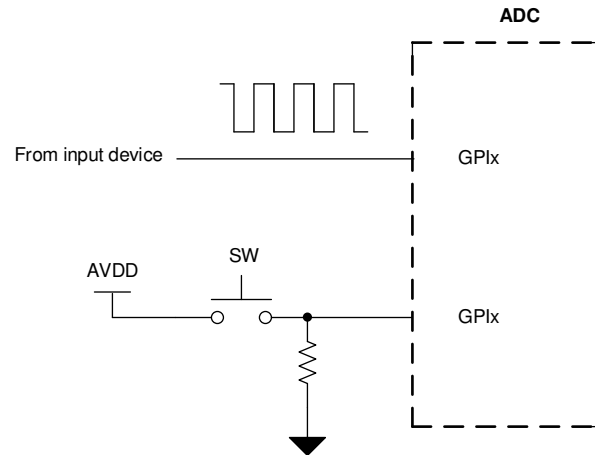 ADC
From input device
GPIx
SW
AVDD
GPIx